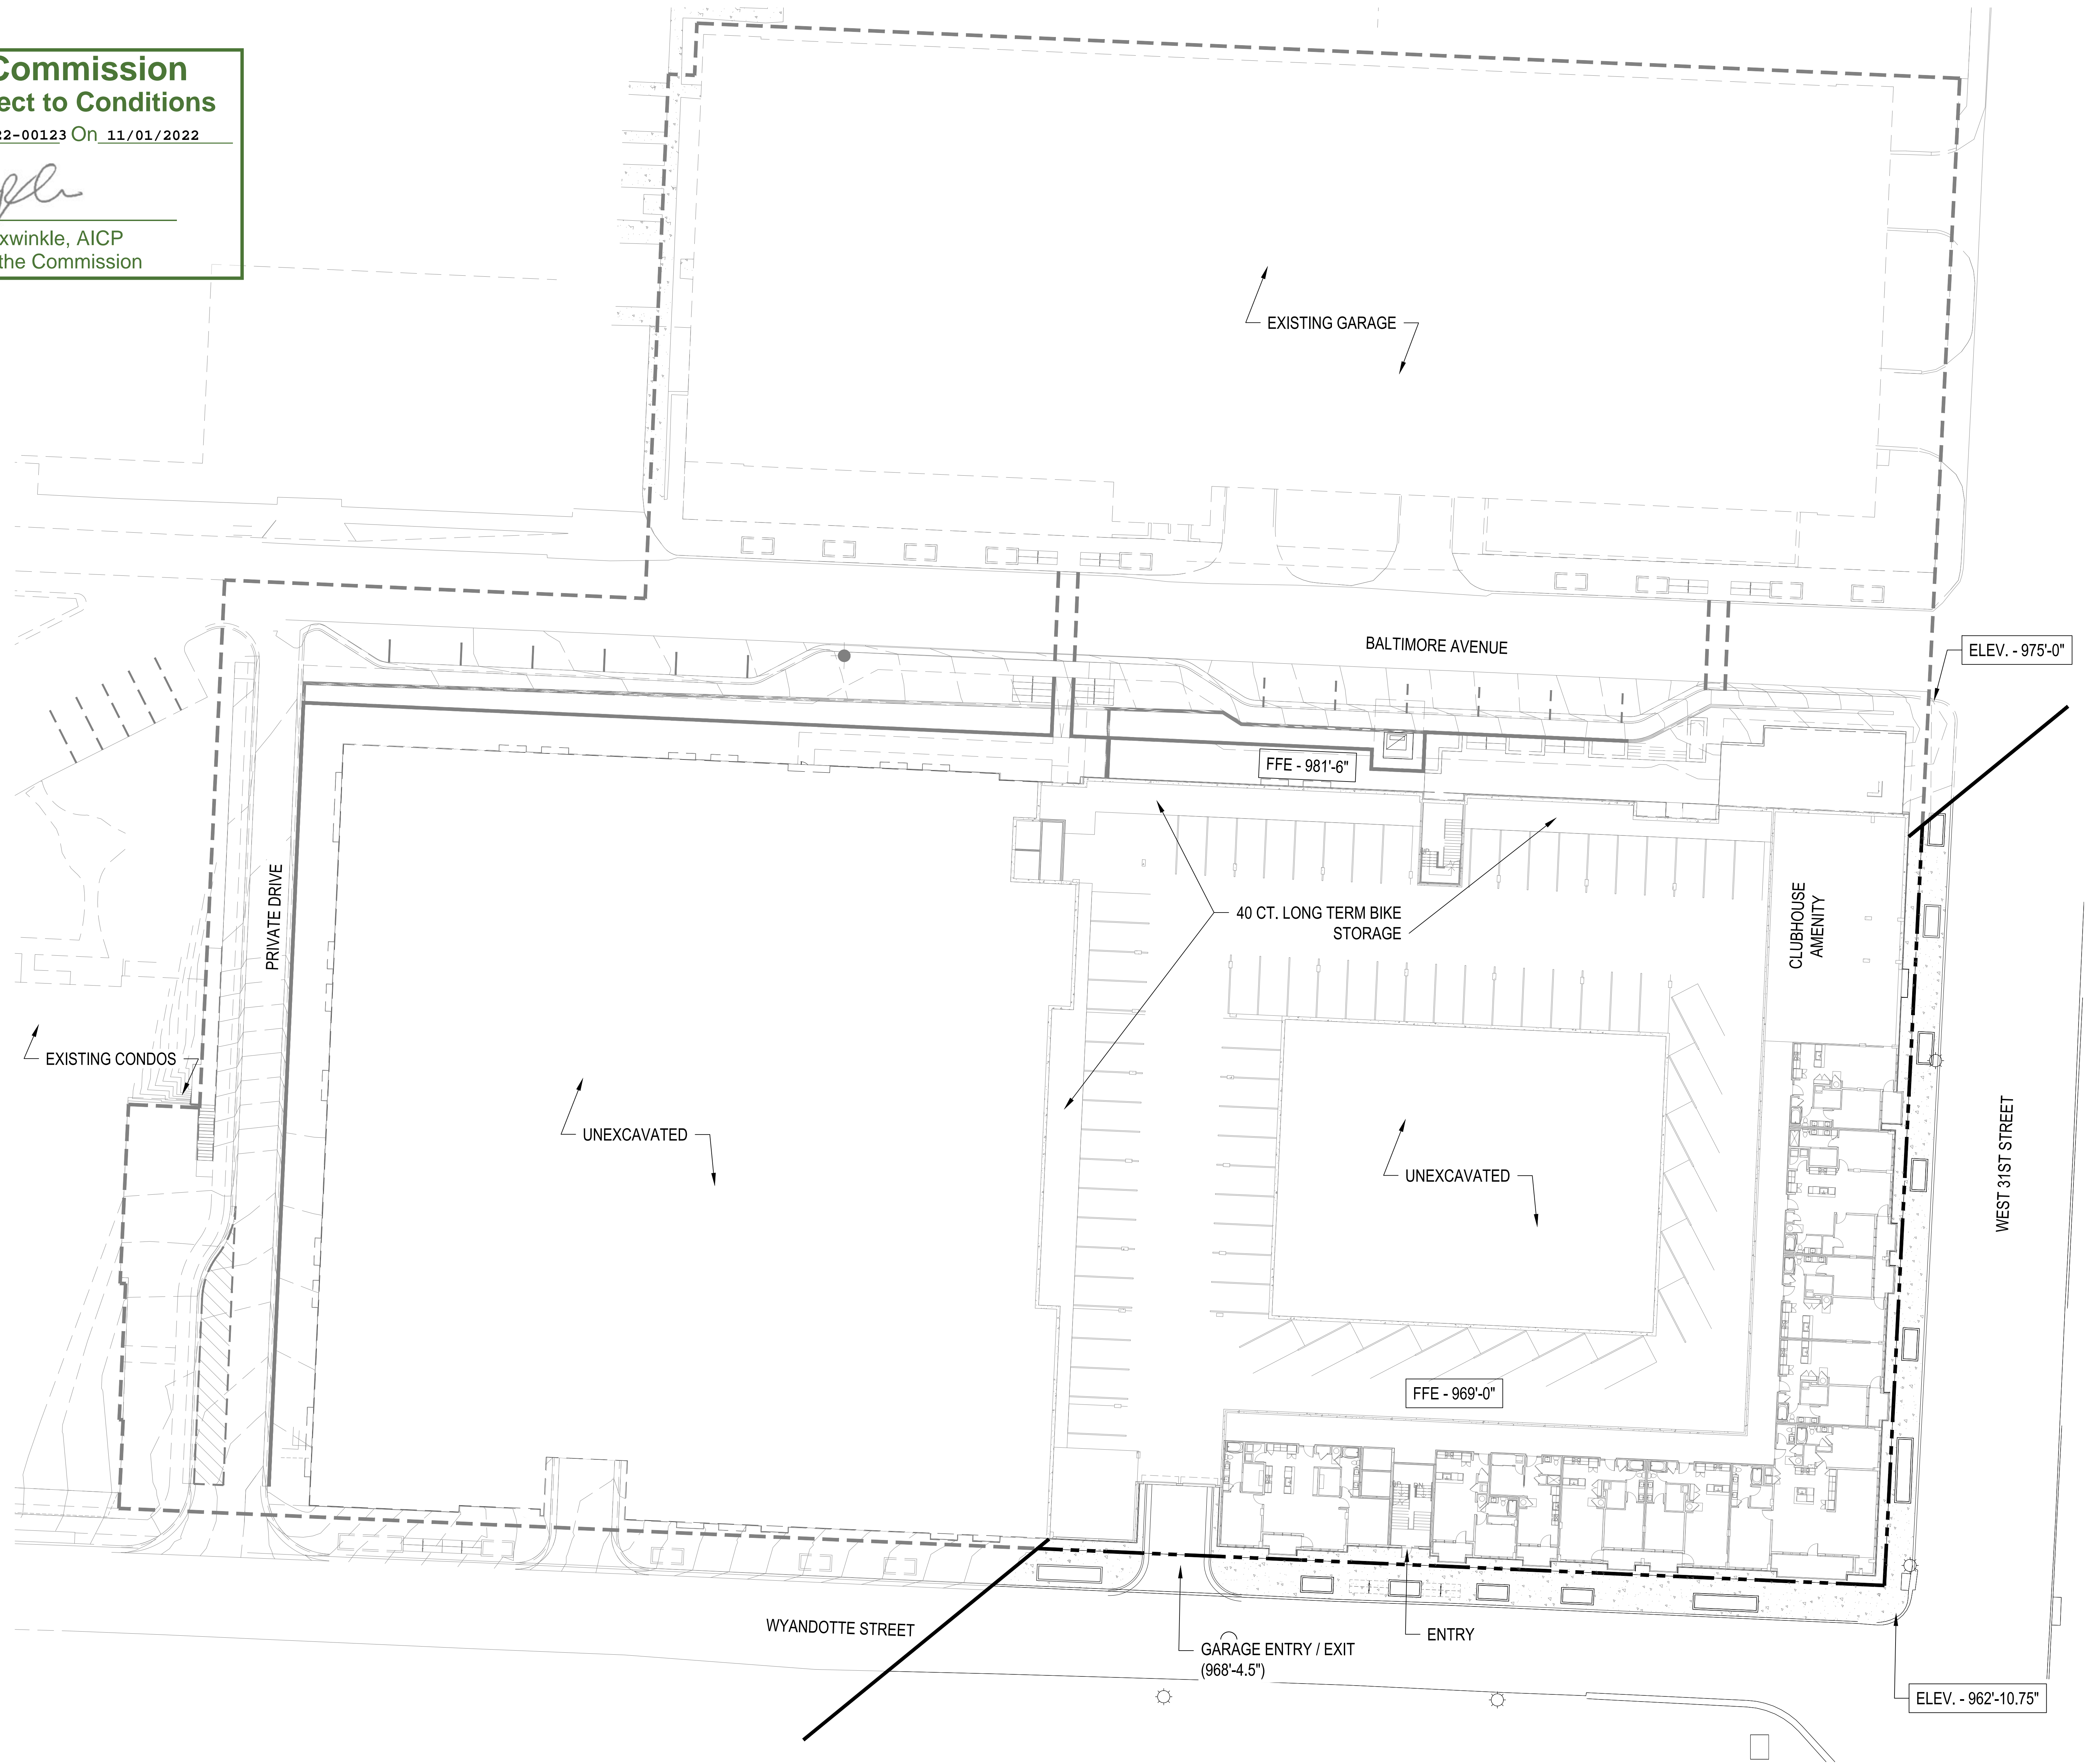 Commission
ect to Conditions
22-00123 On 11/01/2022
xwinkle, AICP
the Commission
EXISTING GARAGE
BALTIMORE AVENUE
ELEV. - 975'-0"
FFE - 981'-6"
PRIVATE DRIVE
40 CT. LONG TERM BIKE
STORAGE
CLUBHOUSE
AMENITY
EXISTING CONDOS
UNEXCAVATED
UNEXCAVATED
WEST 31ST STREET
FFE - 969'-0"
WYANDOTTE STREET
GARAGE ENTRY / EXIT
(968'-4.5")
ENTRY
ELEV. - 962'-10.75"